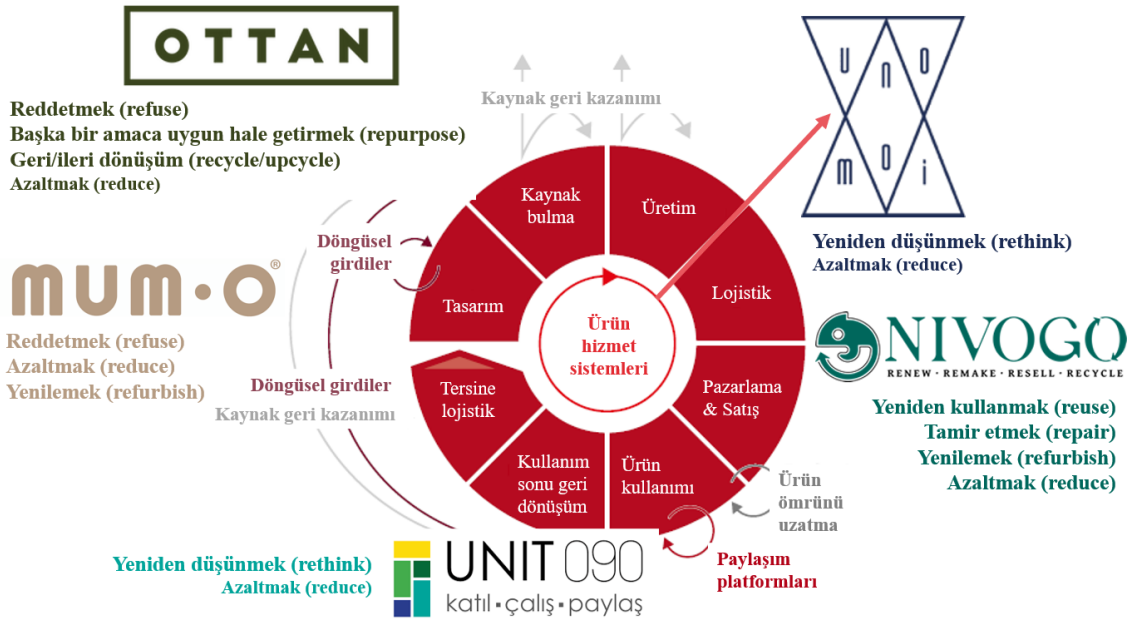 OTTAN
Reddetmek (refuse)
Başka bir amaca uygun hale getirmek (repurpose)
Geri/ileri dönüşüm (recycle/upcycle)
Azaltmak (reduce)
Kaynak geri kazanımı
uno
moi
Yeniden düşünmek (rethink)
Azaltmak (reduce)
Kaynak
bulma
Üretim
Döngüsel
girdiler
Tasarım
Lojistik
mum·o®
Reddetmek (refuse)
Azaltmak (reduce)
Yenilemek (refurbish)
Ürün
hizmet
sistemleri
NIVOGO
RENEW · REMAKE · RESELL · RECYCLE
Yeniden kullanmak (reuse)
Tamir etmek (repair)
Yenilemek (refurbish)
Azaltmak (reduce)
Döngüsel girdiler
Kaynak geri kazanımı
Tersine
lojistik
Pazarlama
& Satış
Kullanım
sonu geri
dönüşüm
Ürün
kullanımı
Ürün
ömrünü
uzatma
Paylaşım
platformları
Yeniden düşünmek (rethink)
Azaltmak (reduce)
UNIT 090
katıl·çalış·paylaş